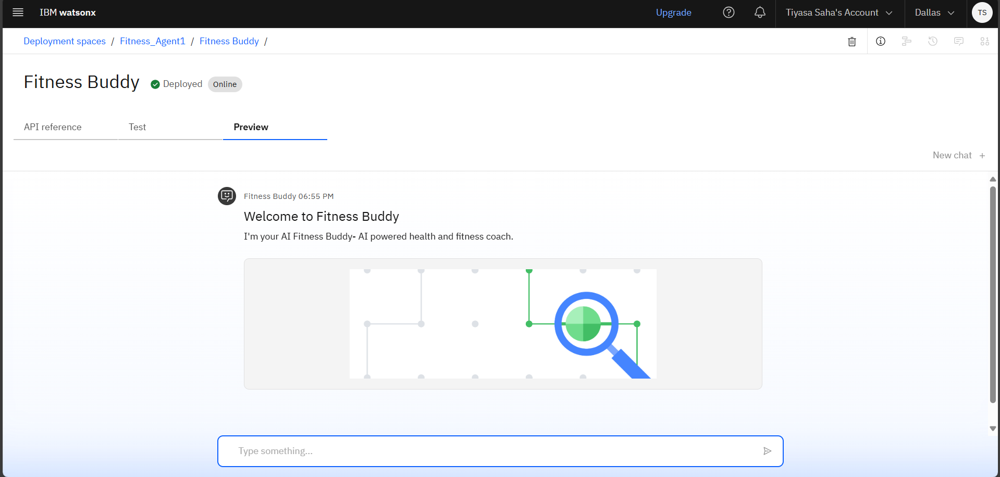 IBM watsonx
Upgrade
Tiyasa Saha's Account
Dallas
TS
Deployment spaces / Fitness_Agent1 / Fitness Buddy /
Fitness Buddy
Deployed
Online
API reference
Test
Preview
New chat +
Fitness Buddy 06:55 PM
Welcome to Fitness Buddy
I'm your AI Fitness Buddy- AI powered health and fitness coach.
Type something...